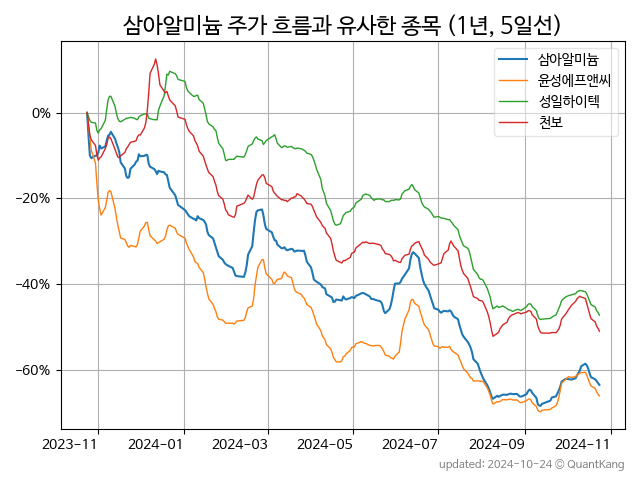 삼아알미늄 주가 흐름과 유사한 종목 (1년, 5일선)
삼아알미늄
윤성에프앤씨
성일하이텍
천보
0%
−20%
−40%
−60%
2023−11
2024−01
2024−03
2024−05
2024−07
2024−09
2024−11
updated: 2024−10−24 © QuantKang